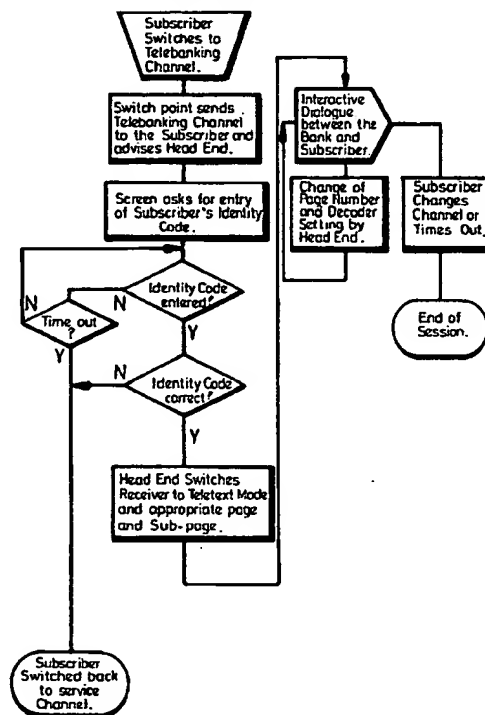 Subscriber
Switches to
Telebanking
Channel.
Switch point sends
Telebanking Channel
to the Subscriber and
advises Head End.
Screen asks for entry
of Subscriber's Identity
Code.
Identity Code
entered?
N
Y
Time out
?
N
Y
Identity Code
correct?
N
Y
Head End Switches
Receiver to Teletext Mode
and appropriate page
and Sub-page.
Subscriber
Switched back
to service
Channel.
Interactive
Dialogue
between the
Bank and
Subscriber.
Change of
Page Number
and Decoder
Setting by
Head End.
Subscriber
Changes
Channel or
Times Out.
End of
Session.